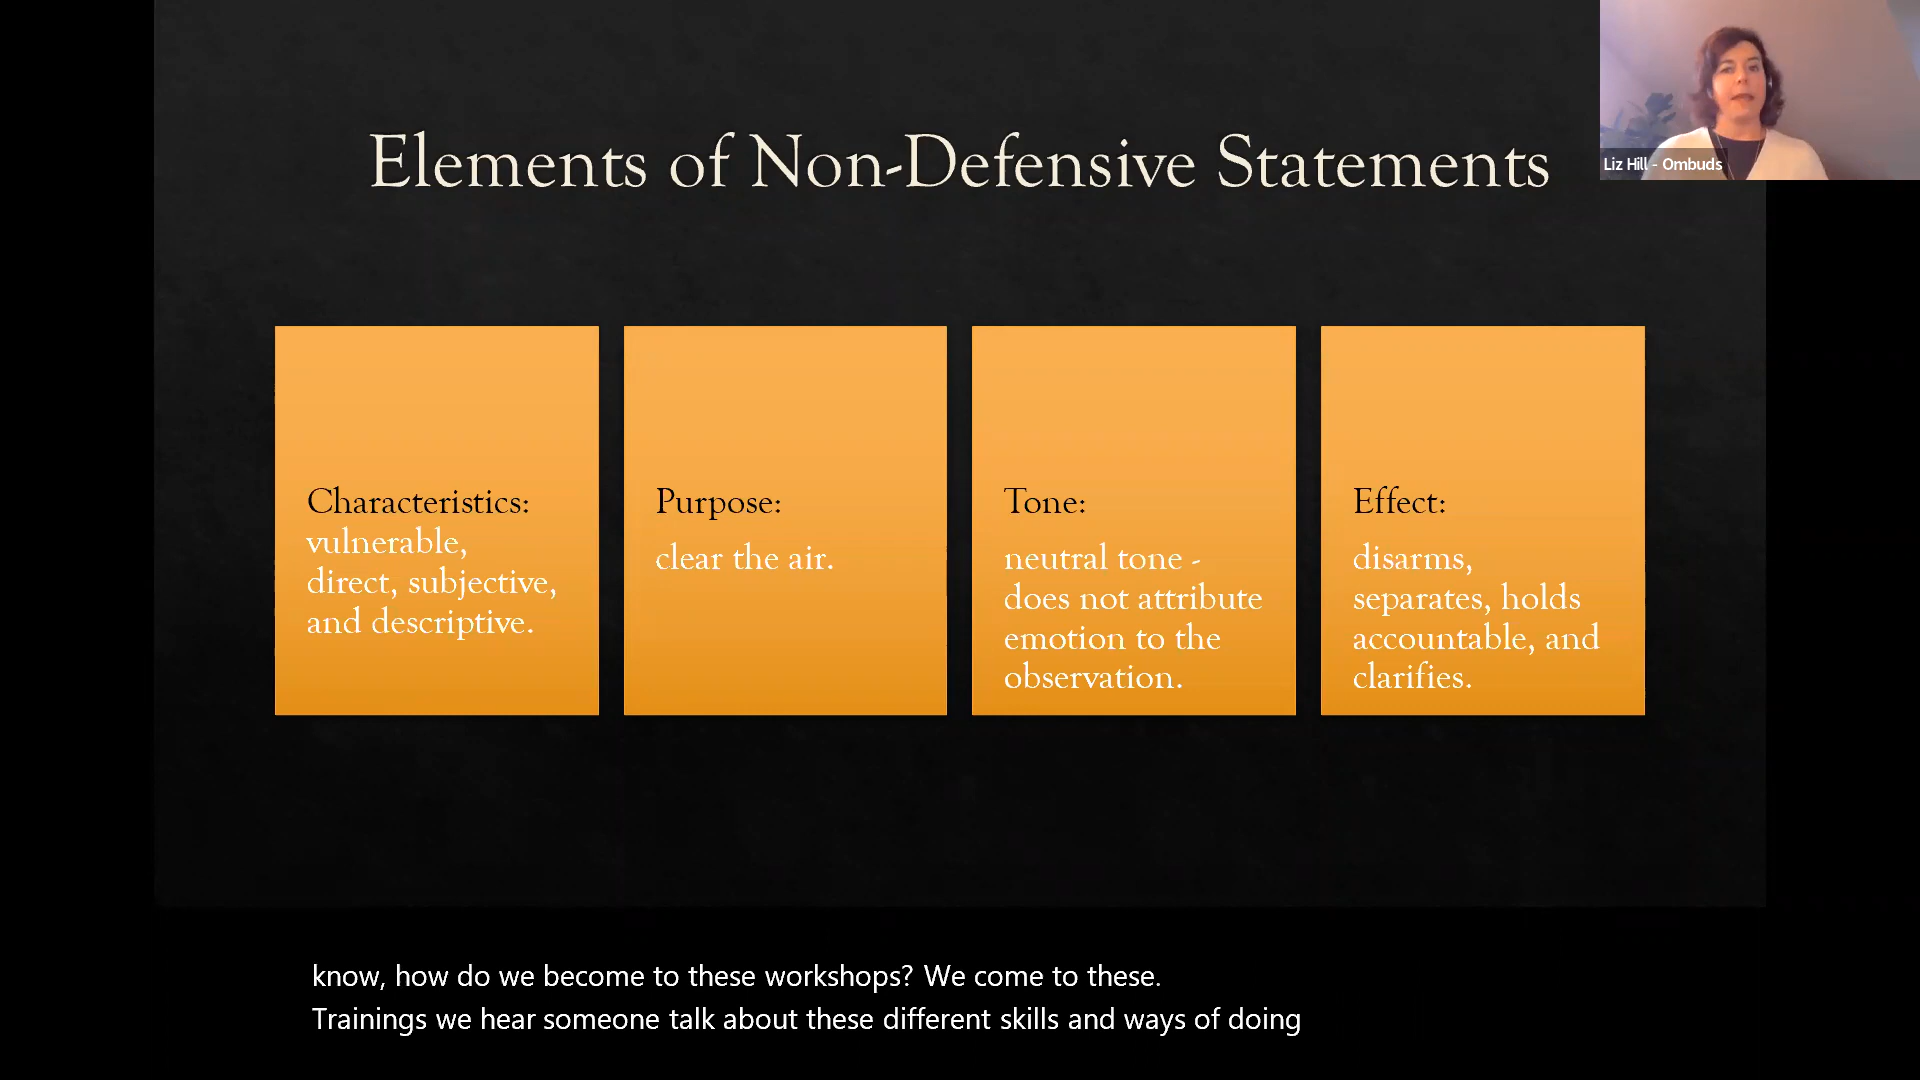 Elements of Non-Defensive Statements
Liz Hill - Ombuds
Characteristics:
vulnerable,
direct, subjective,
and descriptive.
Purpose:
clear the air.
Tone:
neutral tone -
does not attribute
emotion to the
observation.
Effect:
disarms,
separates, holds
accountable, and
clarifies.
know, how do we become to these workshops? We come to these.
Trainings we hear someone talk about these different skills and ways of doing